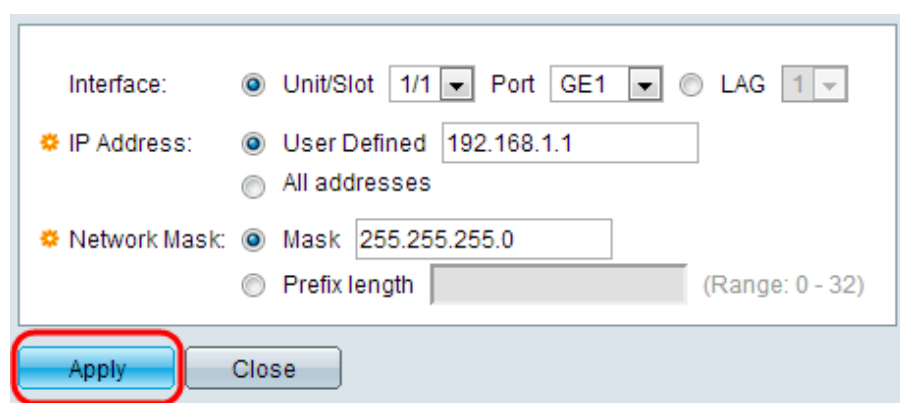 Interface: Unit/Slot 1/1 Port GE1 LAG 1
IP Address: User Defined 192.168.1.1
All addresses
Network Mask: Mask 255.255.255.0
Prefix length (Range: 0 - 32)
Apply Close